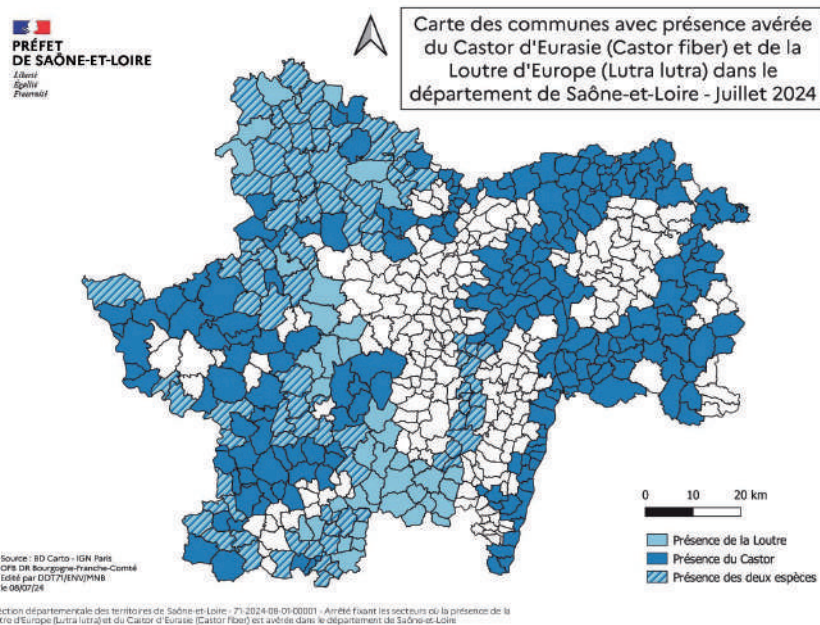 PRÉFET
DE SAÔNE-ET-LOIRE
Liberté
Égalité
Fraternité
Carte des communes avec présence avérée
du Castor d'Eurasie (Castor fiber) et de la
Loutre d'Europe (Lutra lutra) dans le
département de Saône-et-Loire - Juillet 2024
0 10 20 km
Présence de la Loutre
Présence du Castor
Présence des deux espèces
Source : BD Carto - IGN Paris
OFB DR Bourgogne-Franche-Comté
Edité par DDT71/ENV/MNB
le 08/07/24
ection départementale des territoires de Saône-et-Loire - 71-2024-08-01-00001 - Arrêté fixant les secteurs où la présence de la
tre d'Europe (Lutra lutra) et du Castor d'Eurasie (Castor fiber) est avérée dans le département de Saône-et-Loire